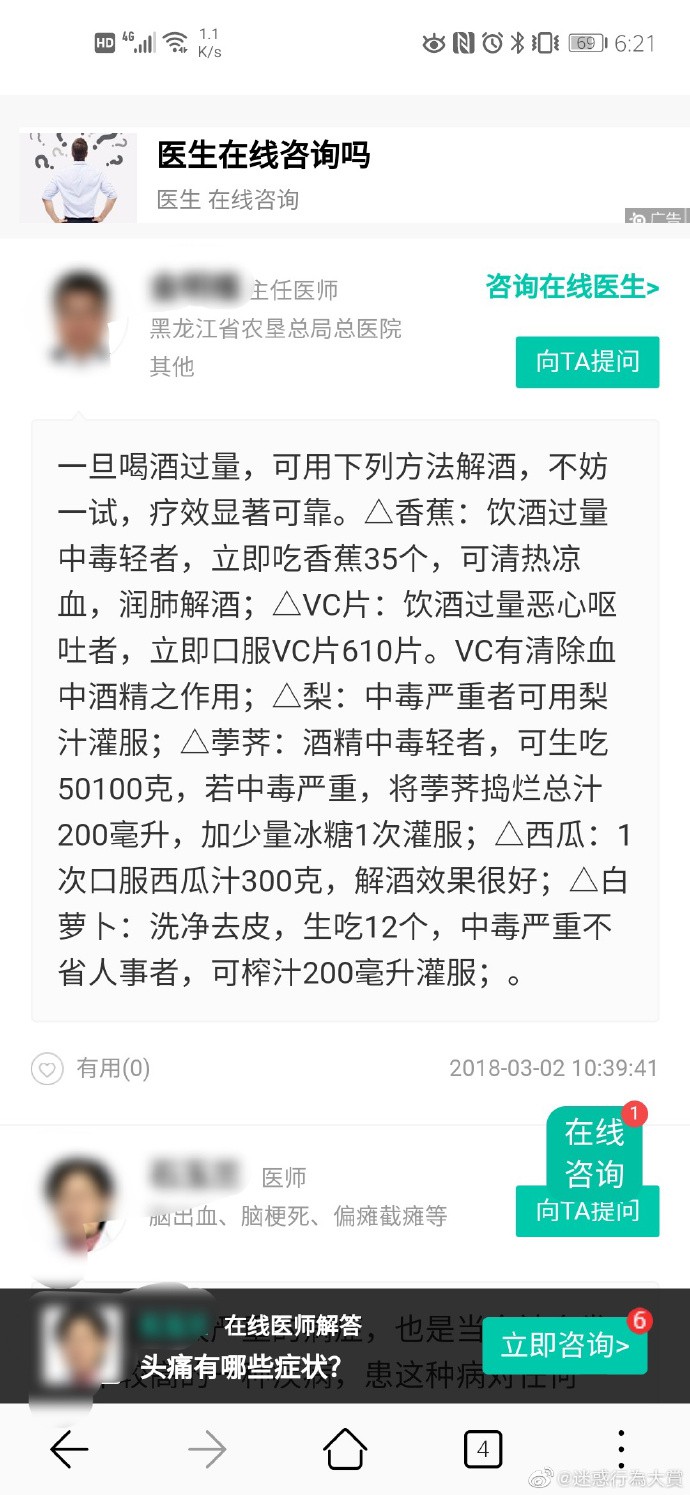 HD 4G 1.1 K/s 69 6:21
医生在线咨询吗
医生 在线咨询
广告
主任医师
咨询在线医生>
黑龙江省农垦总局总医院
其他
向TA提问
一旦喝酒过量，可用下列方法解酒，不妨
一试，疗效显著可靠。△香蕉：饮酒过量
中毒轻者，立即吃香蕉35个，可清热凉
血，润肺解酒；△VC片：饮酒过量恶心呕
吐者，立即口服VC片610片。VC有清除血
中酒精之作用；△梨：中毒严重者可用梨
汁灌服；△荸荠：酒精中毒轻者，可生吃
50100克，若中毒严重，将荸荠捣烂总汁
200毫升，加少量冰糖1次灌服；△西瓜：1
次口服西瓜汁300克，解酒效果很好；△白
萝卜：洗净去皮，生吃12个，中毒严重不
省人事者，可榨汁200毫升灌服；。
有用(0)
2018-03-02 10:39:41
在线
咨询
1
医师
脑出血、脑梗死、偏瘫截瘫等
向TA提问
在线医师解答
，也是当
头痛有哪些症状?
，患这种病对任何
立即咨询>
6
4
@迷惑行為大賞